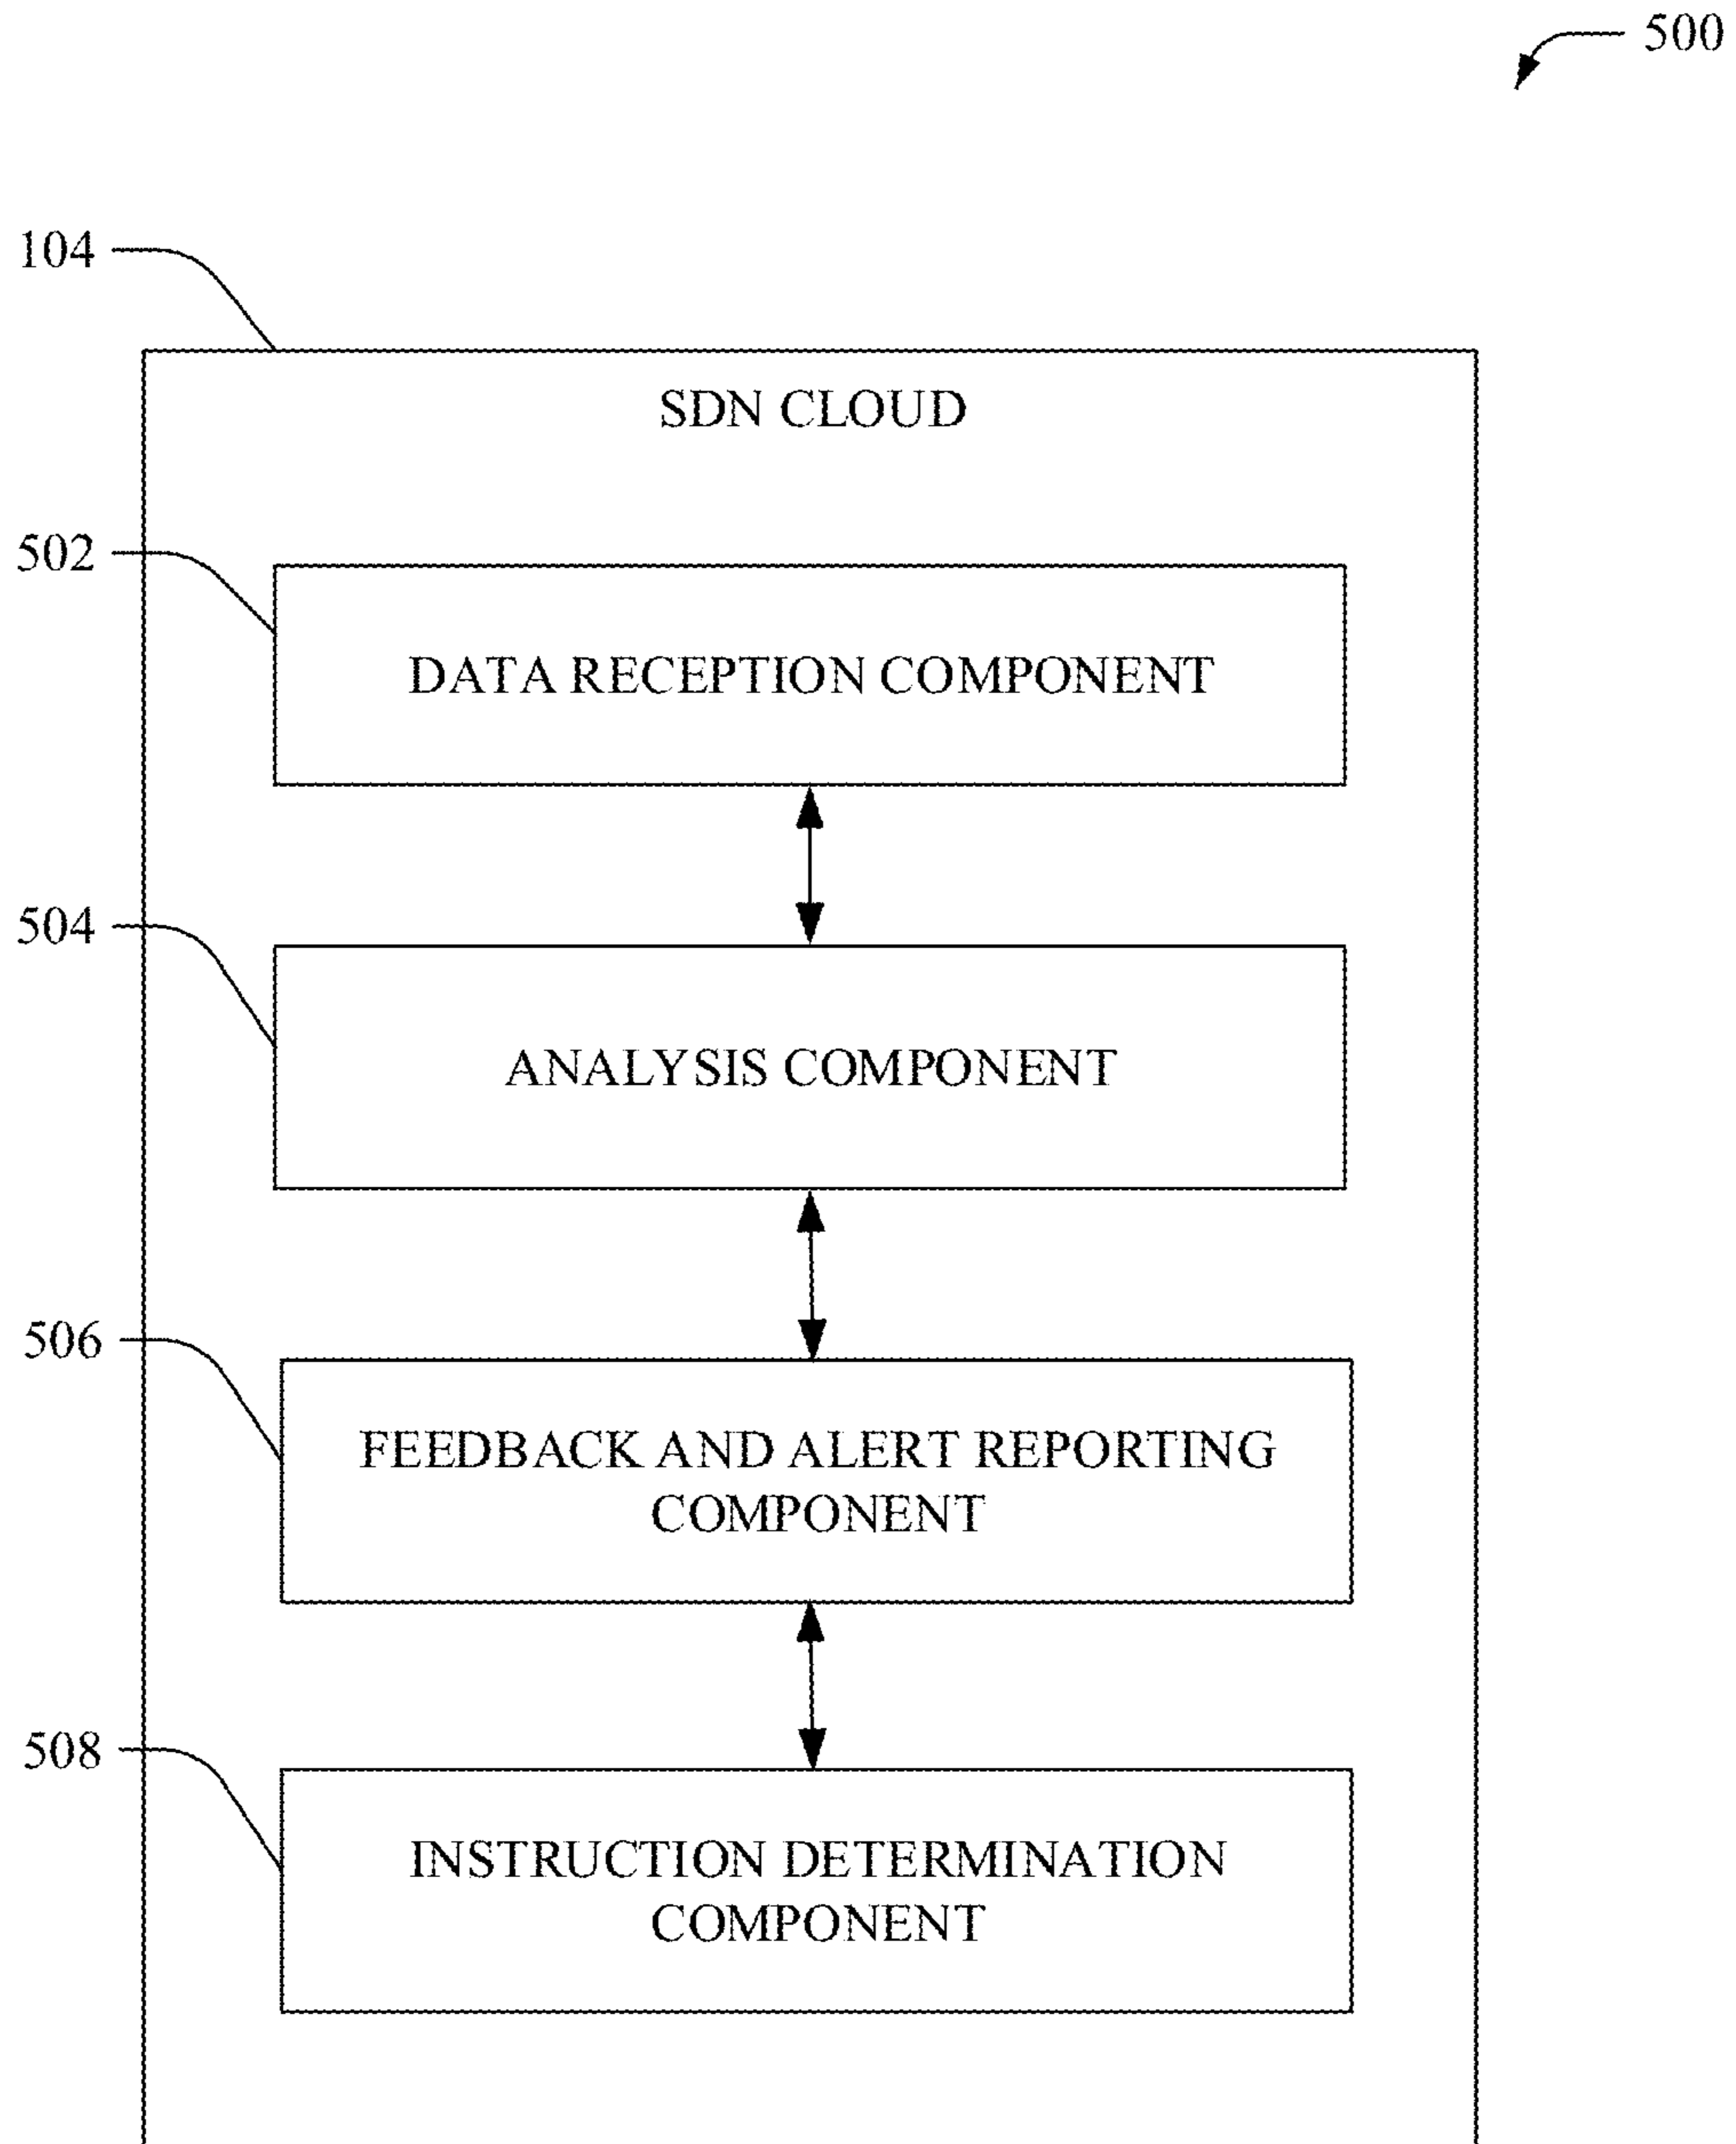 500
104
SDN CLOUD
502
DATA RECEPTION COMPONENT
504
ANALYSIS COMPONENT
506
FEEDBACK AND ALERT REPORTING
COMPONENT
508
INSTRUCTION DETERMINATION
COMPONENT